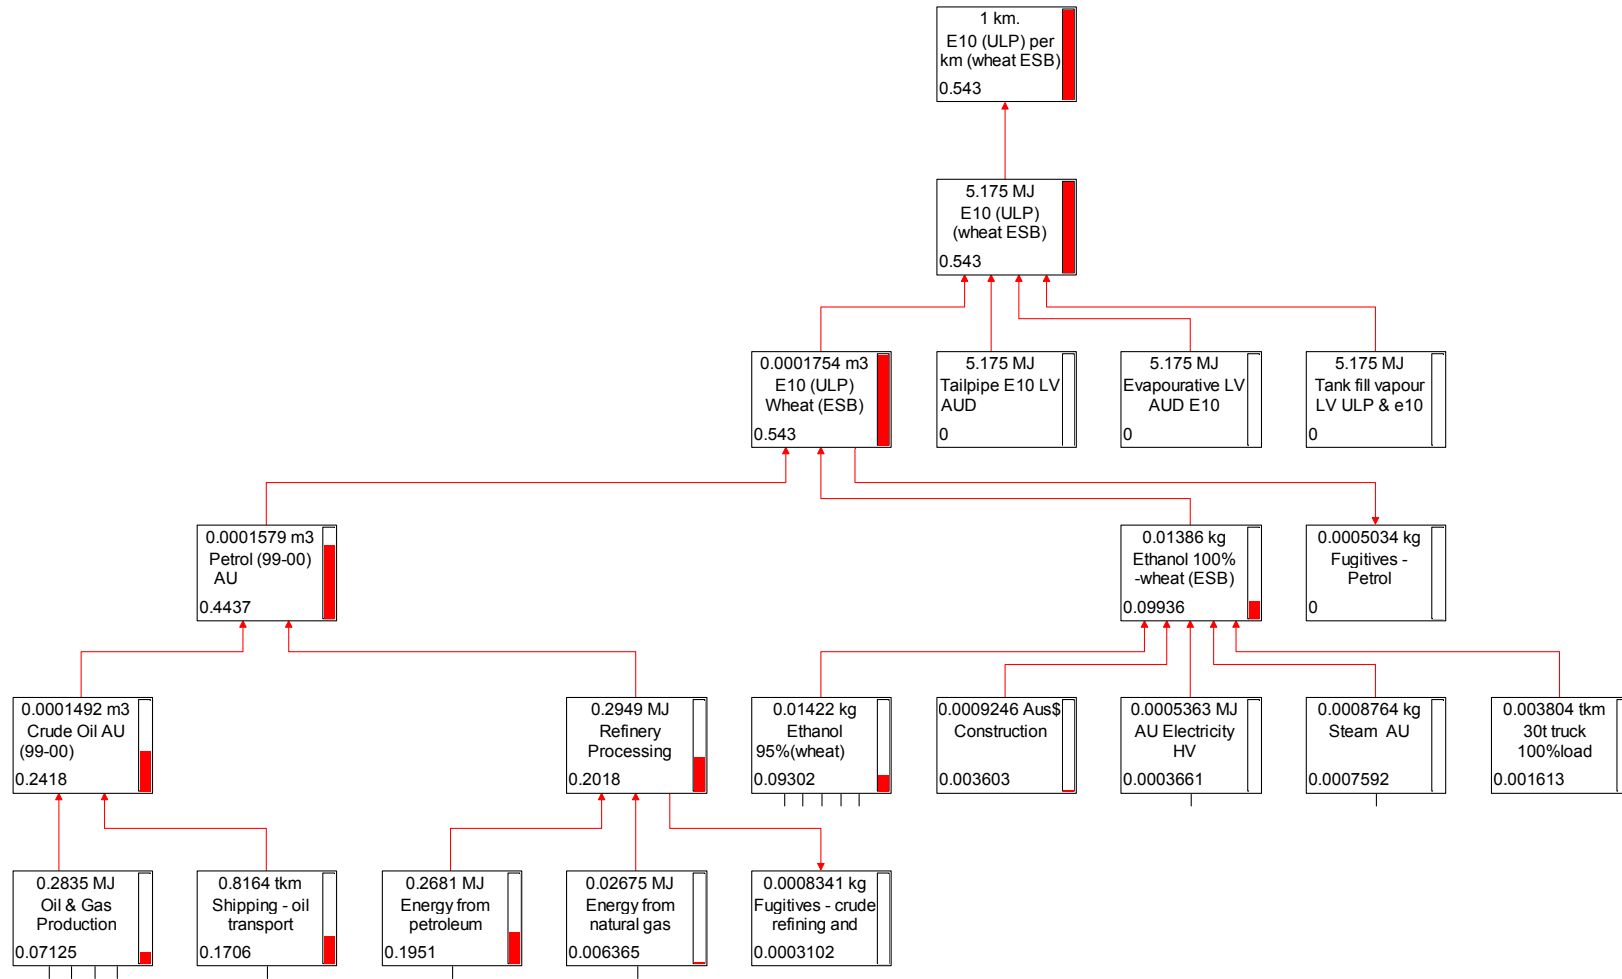 1 km.
E10 (ULP) per
km (wheat ESB)
0.543
5.175 MJ
E10 (ULP)
(wheat ESB)
0.543
0.0001754 m3
E10 (ULP)
Wheat (ESB)
0.543
5.175 MJ
Tailpipe E10 LV
AUD
0
5.175 MJ
Evapourative LV
AUD E10
0
5.175 MJ
Tank fill vapour
LV ULP & e10
0
0.0001579 m3
Petrol (99-00)
AU
0.4437
0.01386 kg
Ethanol 100%
-wheat (ESB)
0.09936
0.0005034 kg
Fugitives -
Petrol
0
0.0001492 m3
Crude Oil AU
(99-00)
0.2418
0.2949 MJ
Refinery
Processing
0.2018
0.01422 kg
Ethanol
95%(wheat)
0.09302
0.0009246 Aus$
Construction
0.003603
0.0005363 MJ
AU Electricity
HV
0.0003661
0.0008764 kg
Steam AU
0.0007592
0.003804 tkm
30t truck
100%load
0.001613
0.2835 MJ
Oil & Gas
Production
0.07125
0.8164 tkm
Shipping - oil
transport
0.1706
0.2681 MJ
Energy from
petroleum
0.1951
0.02675 MJ
Energy from
natural gas
0.006365
0.0008341 kg
Fugitives - crude
refining and
0.0003102